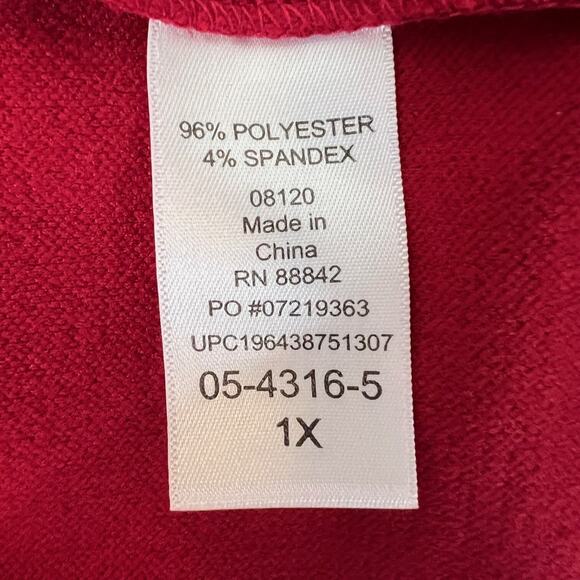 96% POLYESTER
4% SPANDEX
08120
Made in
China
RN 88842
PO #07219363
UPC196438751307
05-4316-5
1X